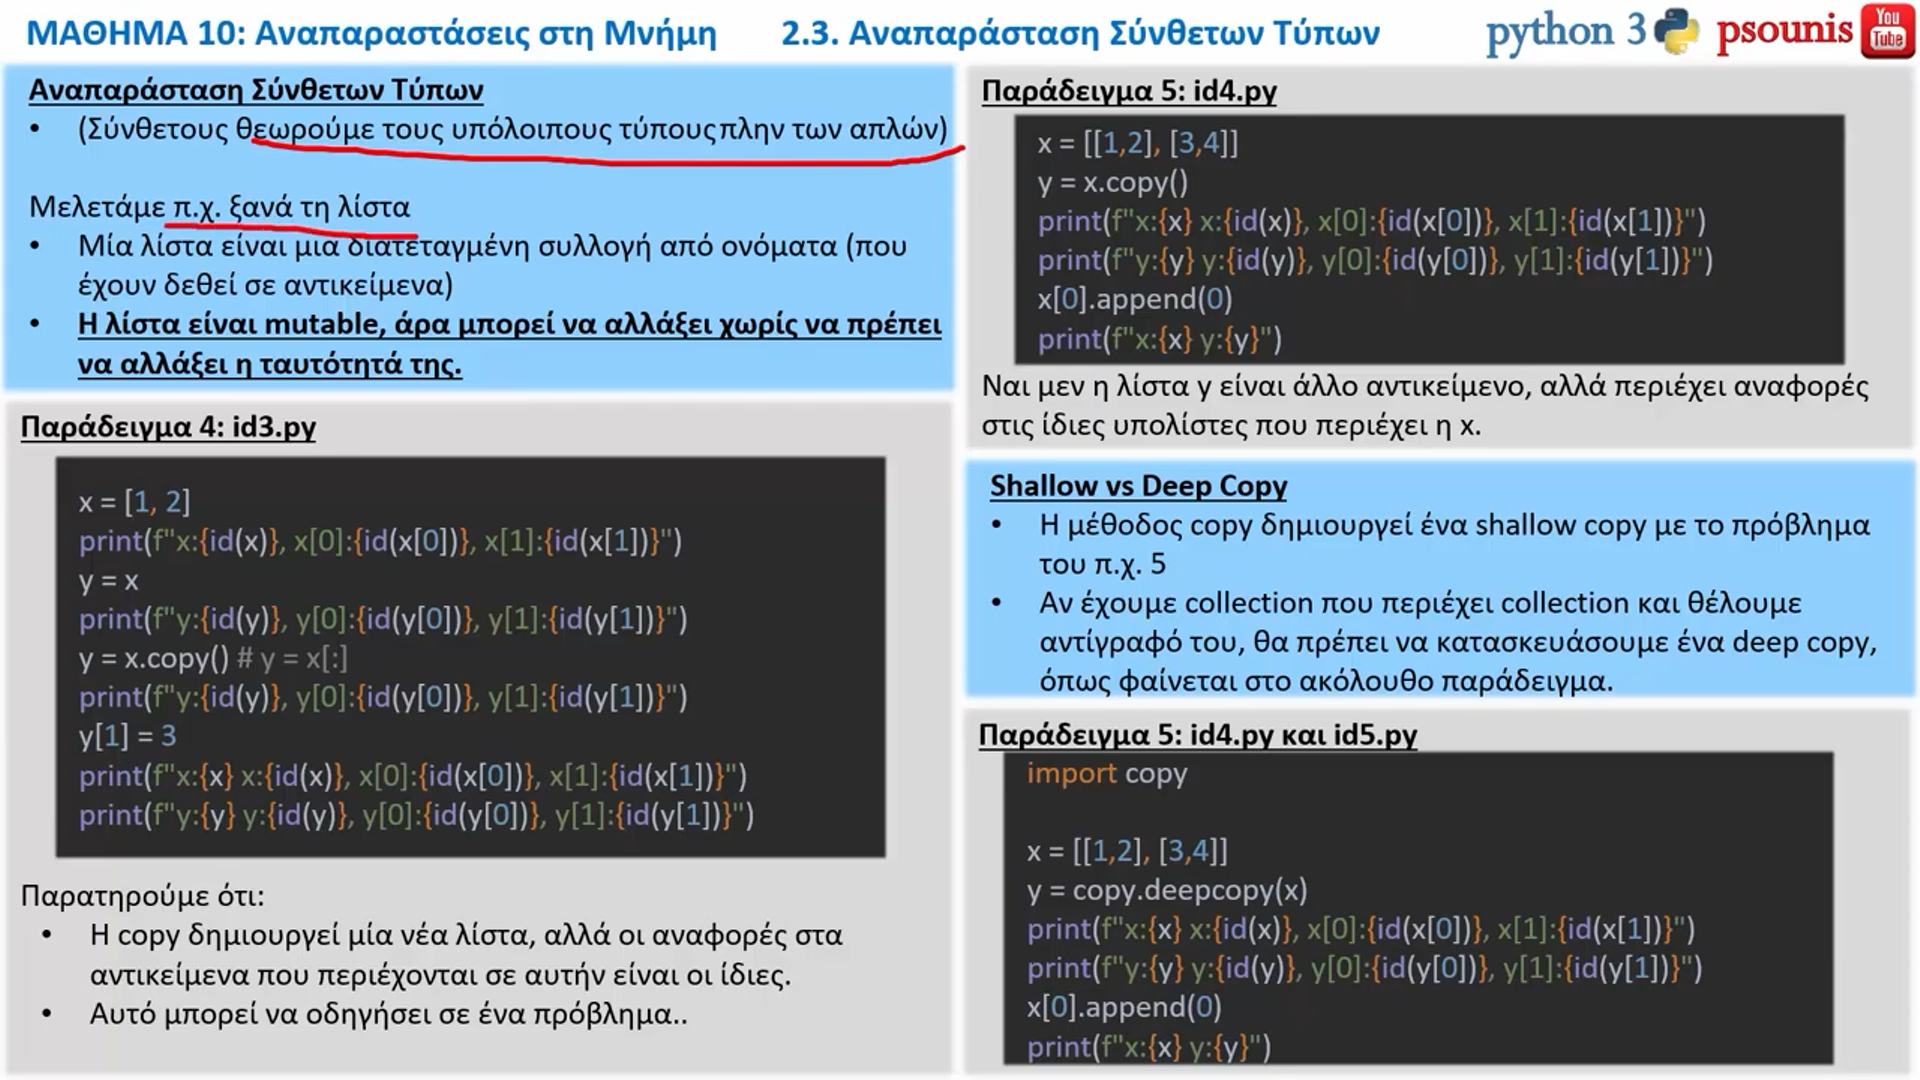 ΜΑΘΗΜΑ 10: Αναπαραστάσεις στη Μνήμη 2.3. Αναπαράσταση Σύνθετων Τύπων
python 3 psounis You Tube
Αναπαράσταση Σύνθετων Τύπων
• (Σύνθετους θεωρούμε τους υπόλοιπους τύπους πλην των απλών)
Μελετάμε π.χ. ξανά τη λίστα
• Μία λίστα είναι μια διατεταγμένη συλλογή από ονόματα (που
έχουν δεθεί σε αντικείμενα)
• Η λίστα είναι mutable, άρα μπορεί να αλλάξει χωρίς να πρέπει
να αλλάξει η ταυτότητά της.
Παράδειγμα 4: id3.py
x = [1, 2]
print(f"x:{id(x)}, x[0]:{id(x[0])}, x[1]:{id(x[1])}")
y = x
print(f"y:{id(y)}, y[0]:{id(y[0])}, y[1]:{id(y[1])}")
y = x.copy() # y = x[:]
print(f"y:{id(y)}, y[0]:{id(y[0])}, y[1]:{id(y[1])}")
y[1] = 3
print(f"x:{x} x:{id(x)}, x[0]:{id(x[0])}, x[1]:{id(x[1])}")
print(f"y:{y} y:{id(y)}, y[0]:{id(y[0])}, y[1]:{id(y[1])}")
Παρατηρούμε ότι:
• Η copy δημιουργεί μία νέα λίστα, αλλά οι αναφορές στα
αντικείμενα που περιέχονται σε αυτήν είναι οι ίδιες.
• Αυτό μπορεί να οδηγήσει σε ένα πρόβλημα..
Παράδειγμα 5: id4.py
x = [[1,2], [3,4]]
y = x.copy()
print(f"x:{x} x:{id(x)}, x[0]:{id(x[0])}, x[1]:{id(x[1])}")
print(f"y:{y} y:{id(y)}, y[0]:{id(y[0])}, y[1]:{id(y[1])}")
x[0].append(0)
print(f"x:{x} y:{y}")
Ναι μεν η λίστα y είναι άλλο αντικείμενο, αλλά περιέχει αναφορές
στις ίδιες υπολίστες που περιέχει η x.
Shallow vs Deep Copy
• Η μέθοδος copy δημιουργεί ένα shallow copy με το πρόβλημα
του π.χ. 5
• Αν έχουμε collection που περιέχει collection και θέλουμε
αντίγραφό του, θα πρέπει να κατασκευάσουμε ένα deep copy,
όπως φαίνεται στο ακόλουθο παράδειγμα.
Παράδειγμα 5: id4.py και id5.py
import copy
x = [[1,2], [3,4]]
y = copy.deepcopy(x)
print(f"x:{x} x:{id(x)}, x[0]:{id(x[0])}, x[1]:{id(x[1])}")
print(f"y:{y} y:{id(y)}, y[0]:{id(y[0])}, y[1]:{id(y[1])}")
x[0].append(0)
print(f"x:{x} y:{y}")